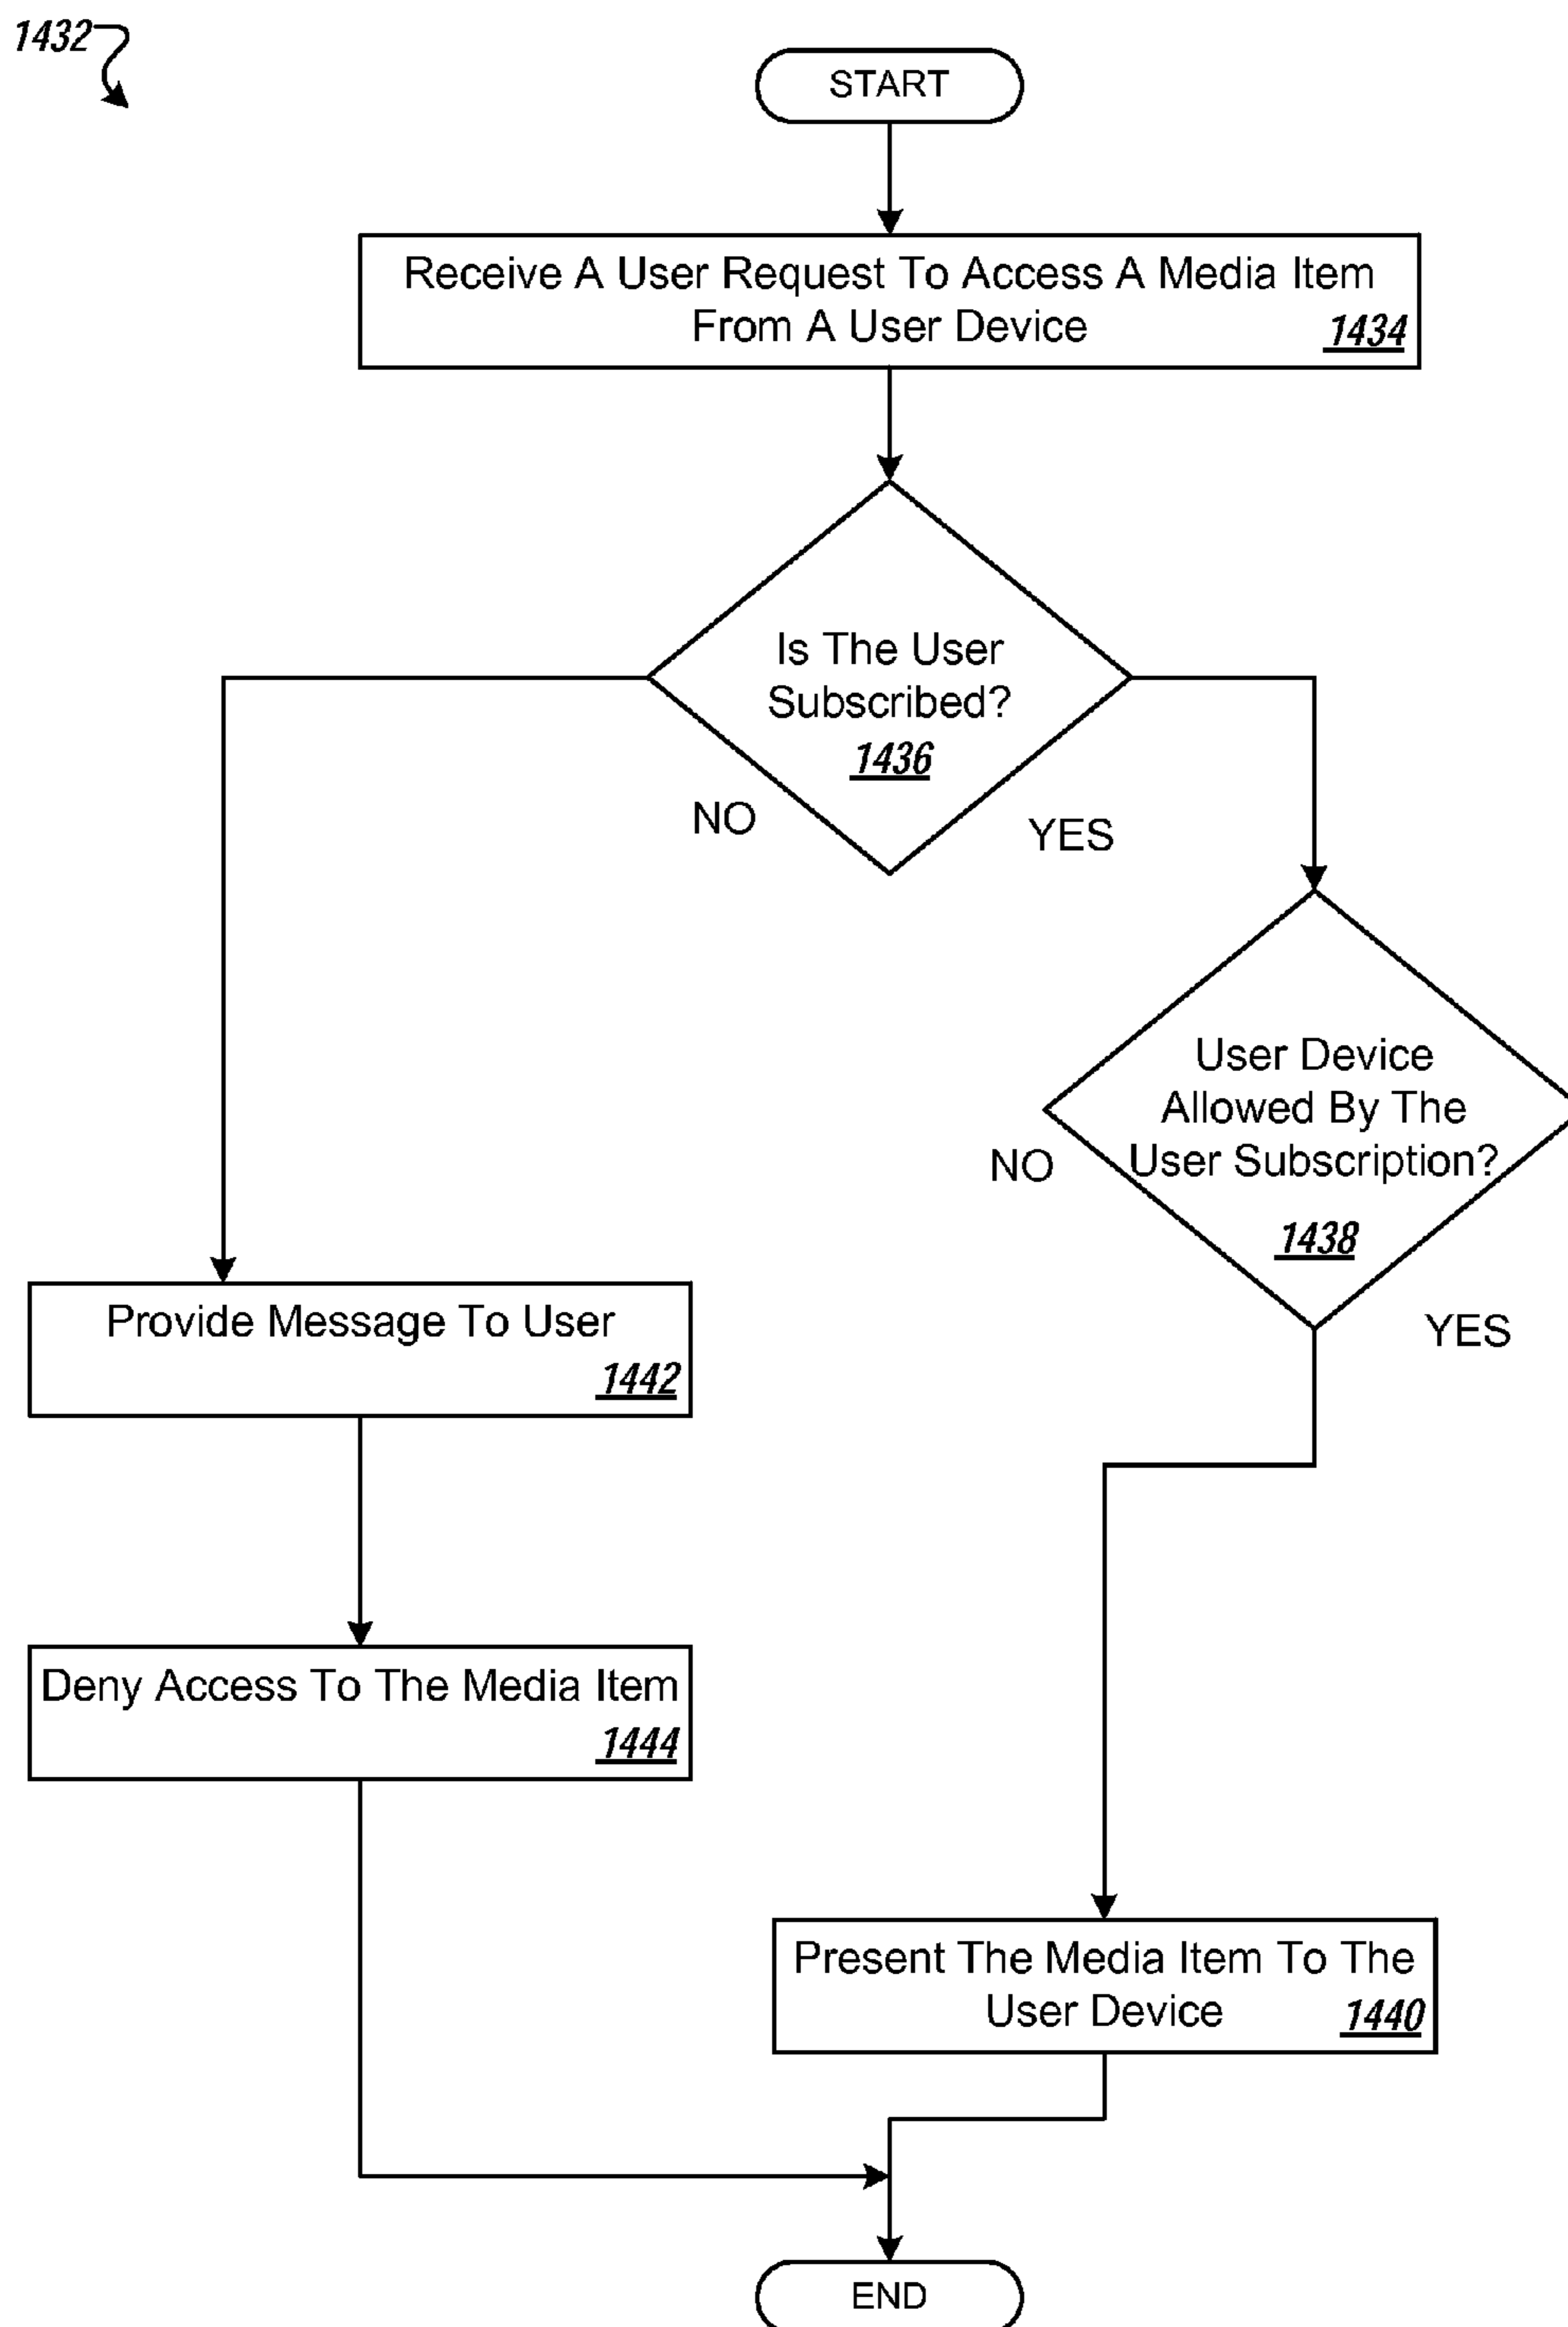 1432
START
Receive A User Request To Access A Media Item
From A User Device
1434
Is The User
Subscribed?
1436
NO
YES
User Device
Allowed By The
User Subscription?
NO
1438
YES
Provide Message To User
1442
Deny Access To The Media Item
1444
Present The Media Item To The
User Device
1440
END